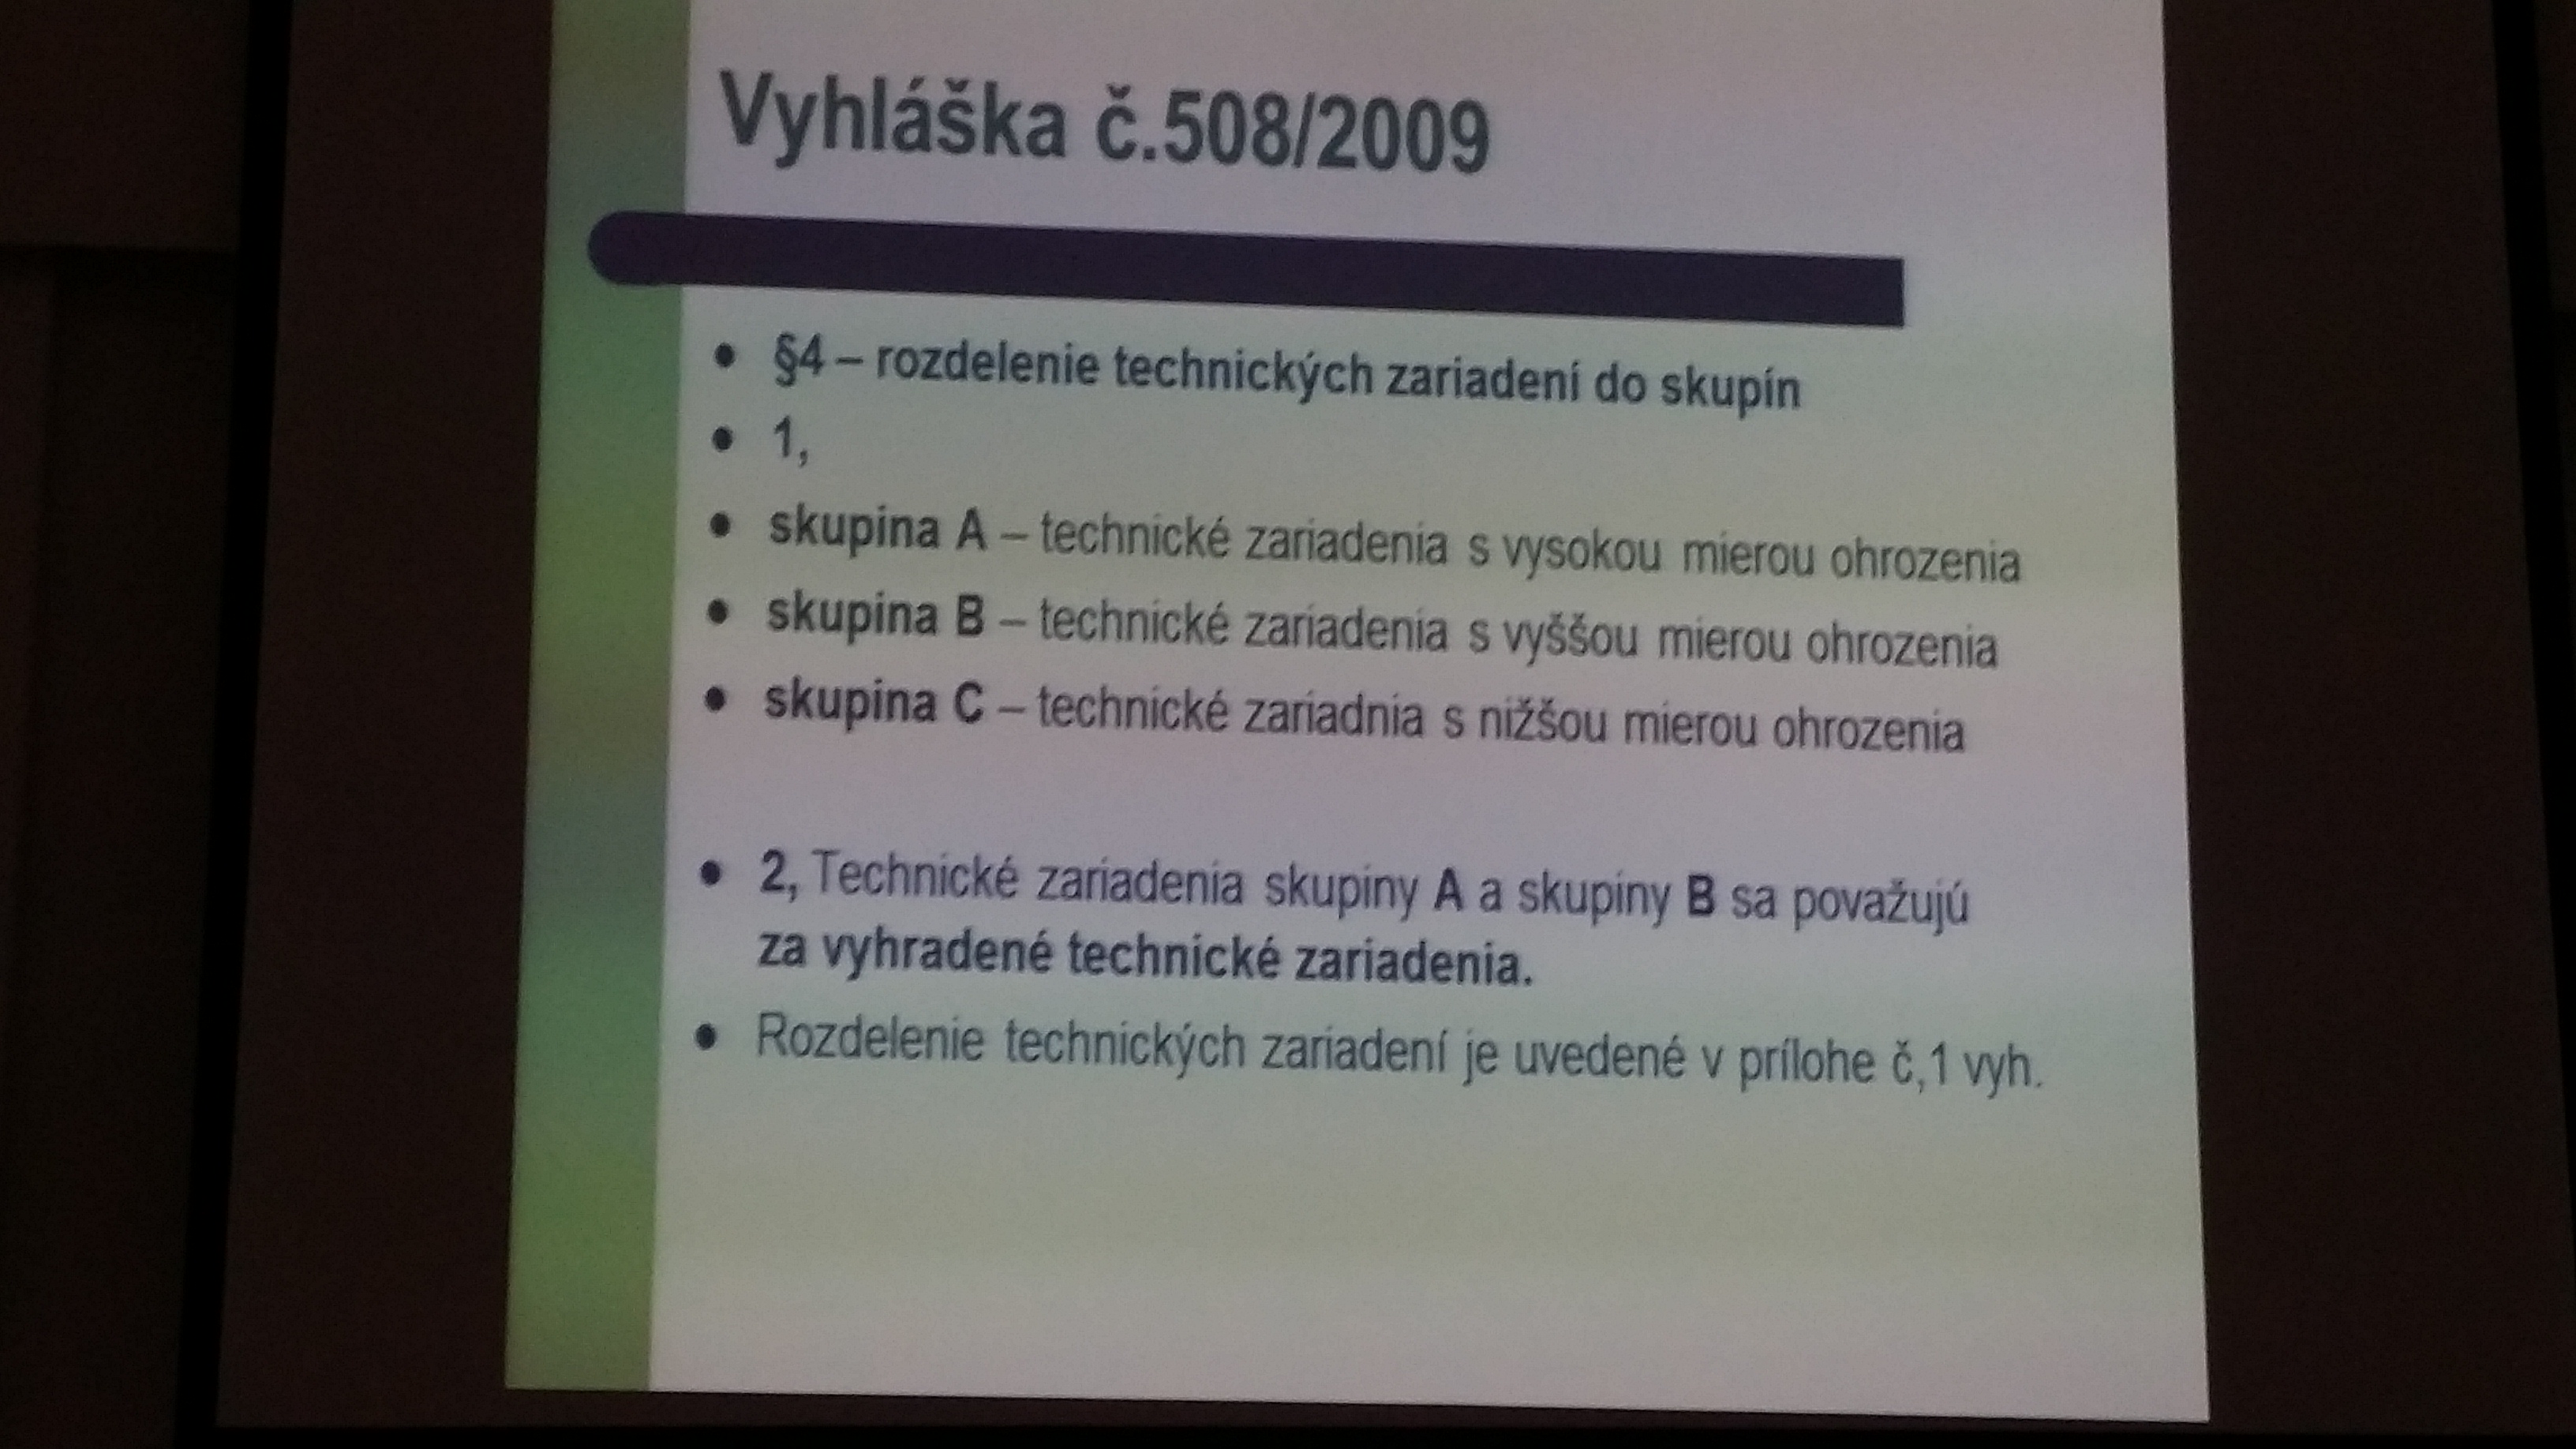 Vyhláška č.508/2009
• §4 – rozdelenie technických zariadení do skupín
• 1,
• skupina A – technické zariadenia s vysokou mierou ohrozenia
• skupina B – technické zariadenia s vyššou mierou ohrozenia
• skupina C – technické zariadnia s nižšou mierou ohrozenia
• 2, Technické zariadenia skupiny A a skupiny B sa považujú
za vyhradené technické zariadenia.
• Rozdelenie technických zariadení je uvedené v prílohe č,1 vyh.